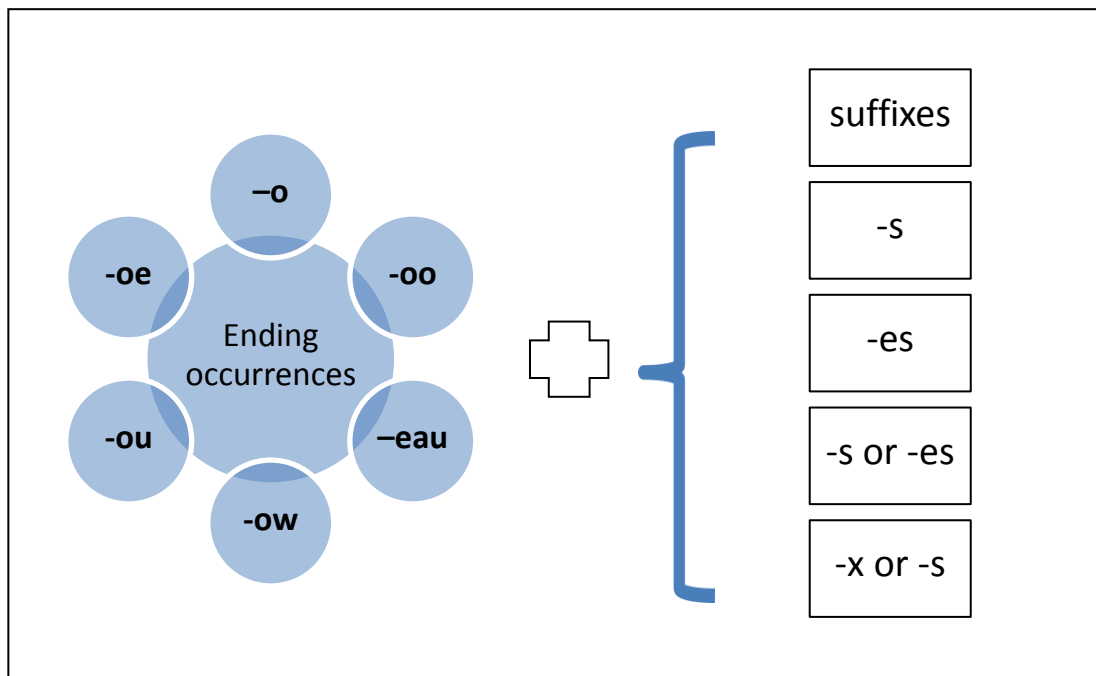 –o
-oo
–eau
-ow
-ou
-oe
Ending
occurrences
suffixes
-s
-es
-s or -es
-x or -s